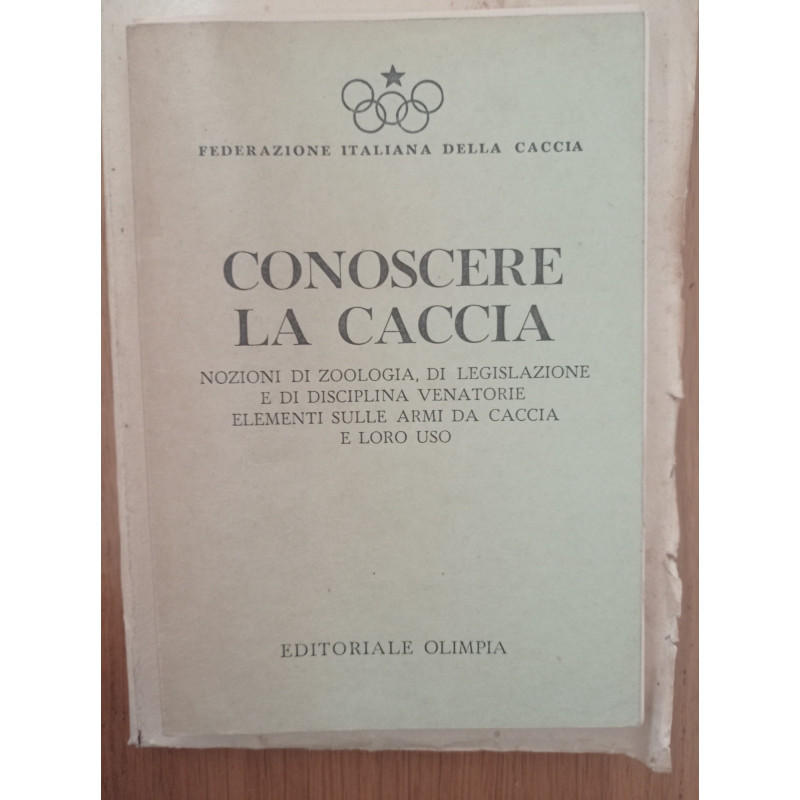 FEDERAZIONE ITALIANA DELLA CACCIA
CONOSCERE
LA CACCIA
NOZIONI DI ZOOLOGIA, DI LEGISLAZIONE
E DI DISCIPLINA VENATORIE
ELEMENTI SULLE ARMI DA CACCIA
E LORO USO
EDITORIALE OLIMPIA